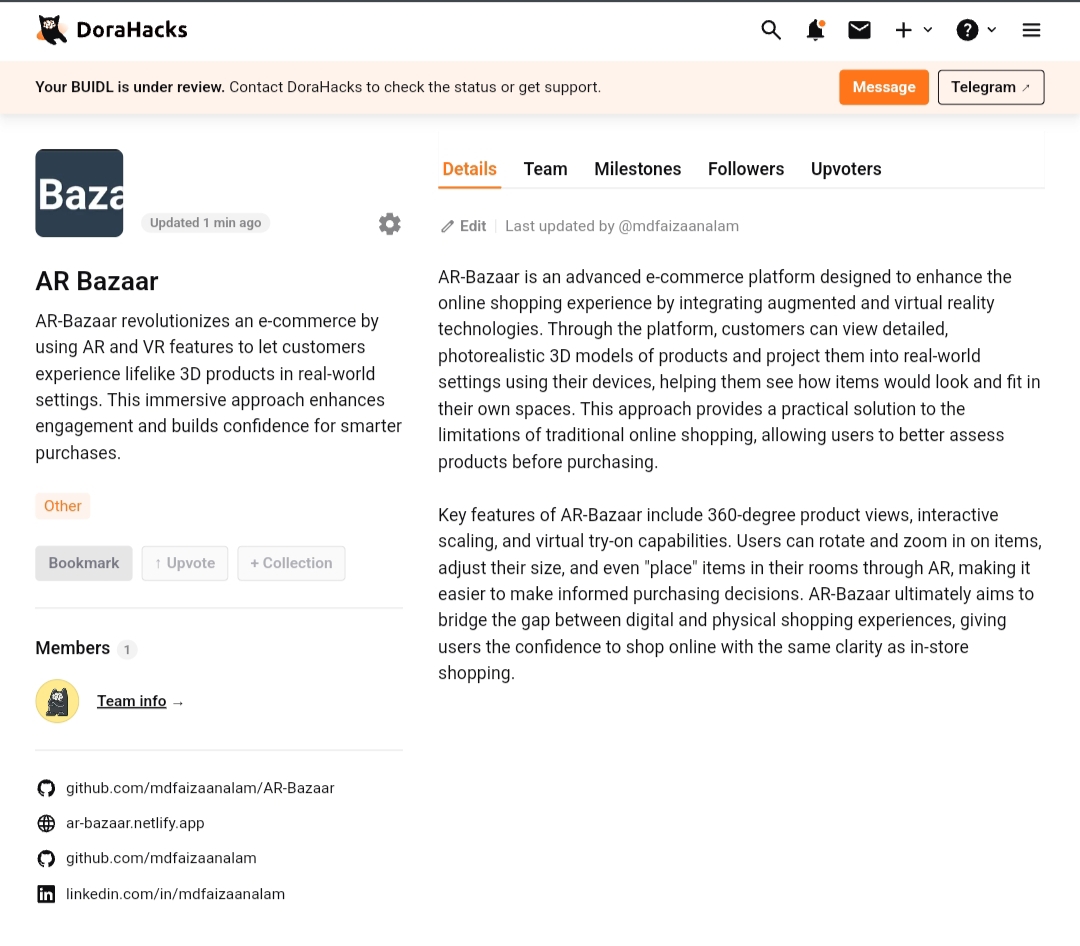 DoraHacks
Your BUIDL is under review. Contact DoraHacks to check the status or get support.
Message
Telegram ↗
Baza
Updated 1 min ago
AR Bazaar
AR-Bazaar revolutionizes an e-commerce by
using AR and VR features to let customers
experience lifelike 3D products in real-world
settings. This immersive approach enhances
engagement and builds confidence for smarter
purchases.
Other
Bookmark
↑ Upvote
+ Collection
Members 1
Team info →
github.com/mdfaizaanalam/AR-Bazaar
ar-bazaar.netlify.app
github.com/mdfaizaanalam
linkedin.com/in/mdfaizaanalam
Details Team Milestones Followers Upvoters
Edit | Last updated by @mdfaizaanalam
AR-Bazaar is an advanced e-commerce platform designed to enhance the
online shopping experience by integrating augmented and virtual reality
technologies. Through the platform, customers can view detailed,
photorealistic 3D models of products and project them into real-world
settings using their devices, helping them see how items would look and fit in
their own spaces. This approach provides a practical solution to the
limitations of traditional online shopping, allowing users to better assess
products before purchasing.
Key features of AR-Bazaar include 360-degree product views, interactive
scaling, and virtual try-on capabilities. Users can rotate and zoom in on items,
adjust their size, and even "place" items in their rooms through AR, making it
easier to make informed purchasing decisions. AR-Bazaar ultimately aims to
bridge the gap between digital and physical shopping experiences, giving
users the confidence to shop online with the same clarity as in-store
shopping.